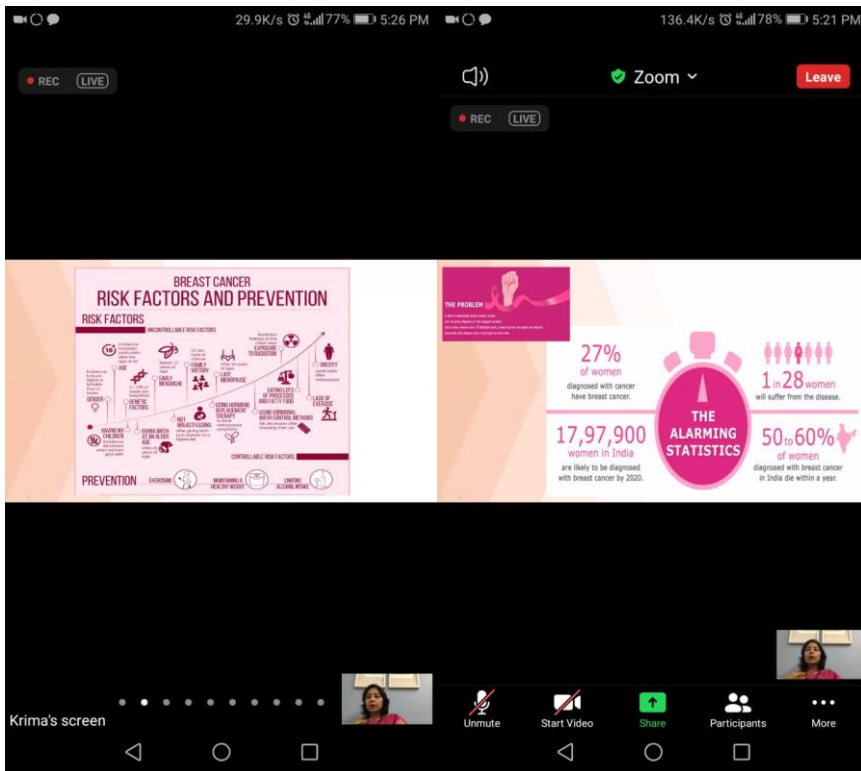 29.9K/s 77% 5:26 PM
REC LIVE
BREAST CANCER
RISK FACTORS AND PREVENTION
RISK FACTORS
UNCONTROLLABLE RISK FACTORS
AGE
GENDER
GENETIC
FACTORS
EARLY
MENARCHE
FAMILY
HISTORY
LATE
MENOPAUSE
EXPOSURE
TO RADIATION
OBESITY
HAVING NO
CHILDREN
GIVING BIRTH
AT AN OLDER
AGE
NOT
BREASTFEEDING
USING HORMONE
REPLACEMENT
THERAPY
EATING LOTS
OF PROCESSED
AND FATTY FOOD
USING HORMONAL
BIRTH CONTROL METHODS
LACK OF
EXERCISE
CONTROLLABLE RISK FACTORS
PREVENTION
EXERCISING
MAINTAINING A
HEALTHY WEIGHT
LIMITING
ALCOHOL INTAKE
Krima's screen
136.4K/s 78% 5:21 PM
Zoom
Leave
REC LIVE
THE PROBLEM
27%
of women
diagnosed with cancer
have breast cancer.
1 in 28 women
will suffer from the disease.
THE
ALARMING
STATISTICS
17,97,900
women in India
are likely to be diagnosed
with breast cancer by 2020.
50 to 60%
of women
diagnosed with breast cancer
in India die within a year.
Unmute
Start Video
Share
Participants
More